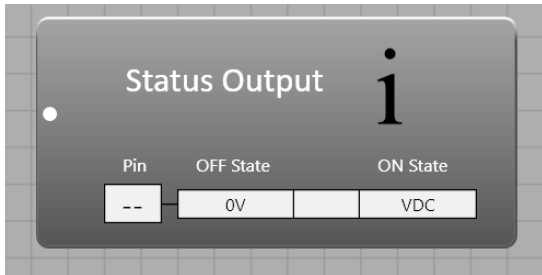 Status Output i
Pin OFF State ON State
-- 0V VDC